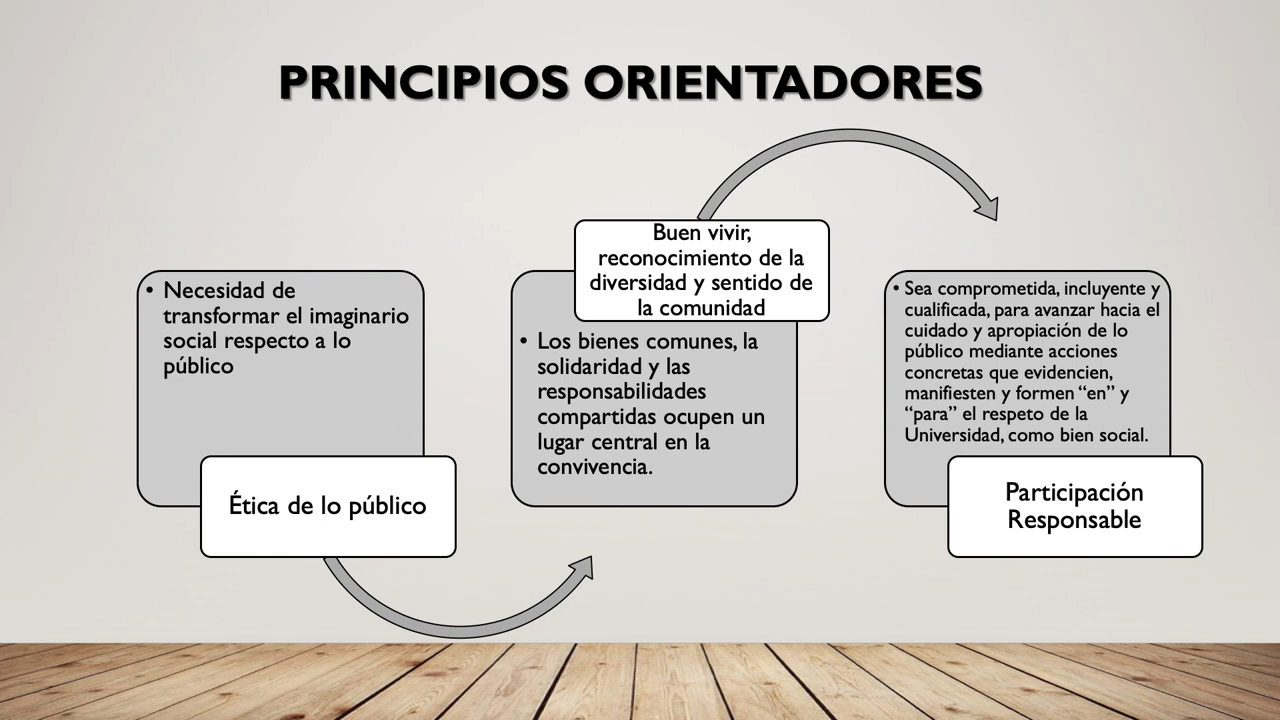 PRINCIPIOS ORIENTADORES
• Necesidad de
transformar el imaginario
social respecto a lo
público
Ética de lo público
Buen vivir,
reconocimiento de la
diversidad y sentido de
la comunidad
• Los bienes comunes, la
solidaridad y las
responsabilidades
compartidas ocupen un
lugar central en la
convivencia.
• Sea comprometida, incluyente y
cualificada, para avanzar hacia el
cuidado y apropiación de lo
público mediante acciones
concretas que evidencien,
manifiesten y formen “en” y
“para” el respeto de la
Universidad, como bien social.
Participación
Responsable